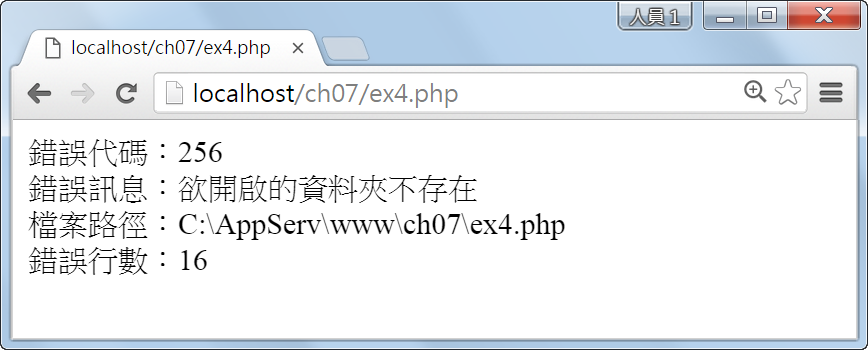 人員 1
localhost/ch07/ex4.php
localhost/ch07/ex4.php
錯誤代碼：256
錯誤訊息：欲開啟的資料夾不存在
檔案路徑：C:\AppServ\www\ch07\ex4.php
錯誤行數：16